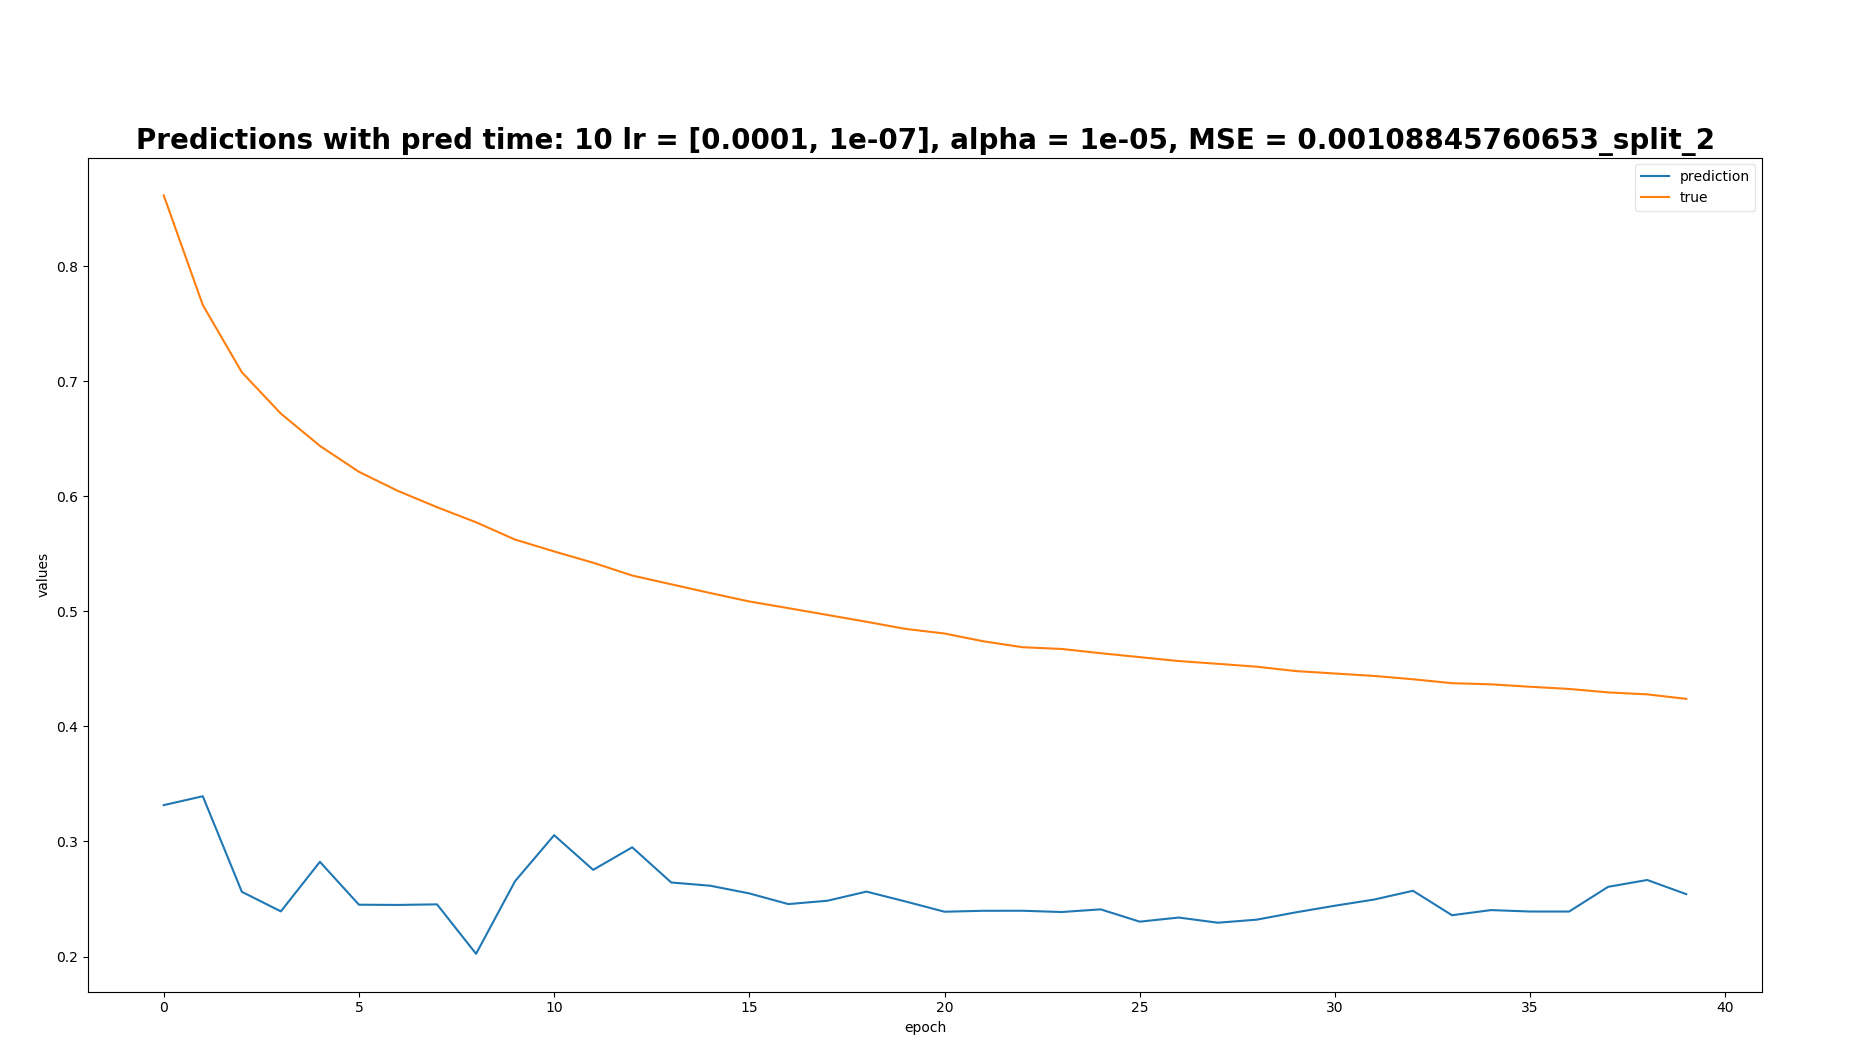 Predictions with pred time: 10 lr = [0.0001, 1e-07], alpha = 1e-05, MSE = 0.00108845760653_split_2
prediction
true
0.8
0.7
0.6
0.5
0.4
0.3
0.2
values
0 5 10 15 20 25 30 35 40
epoch